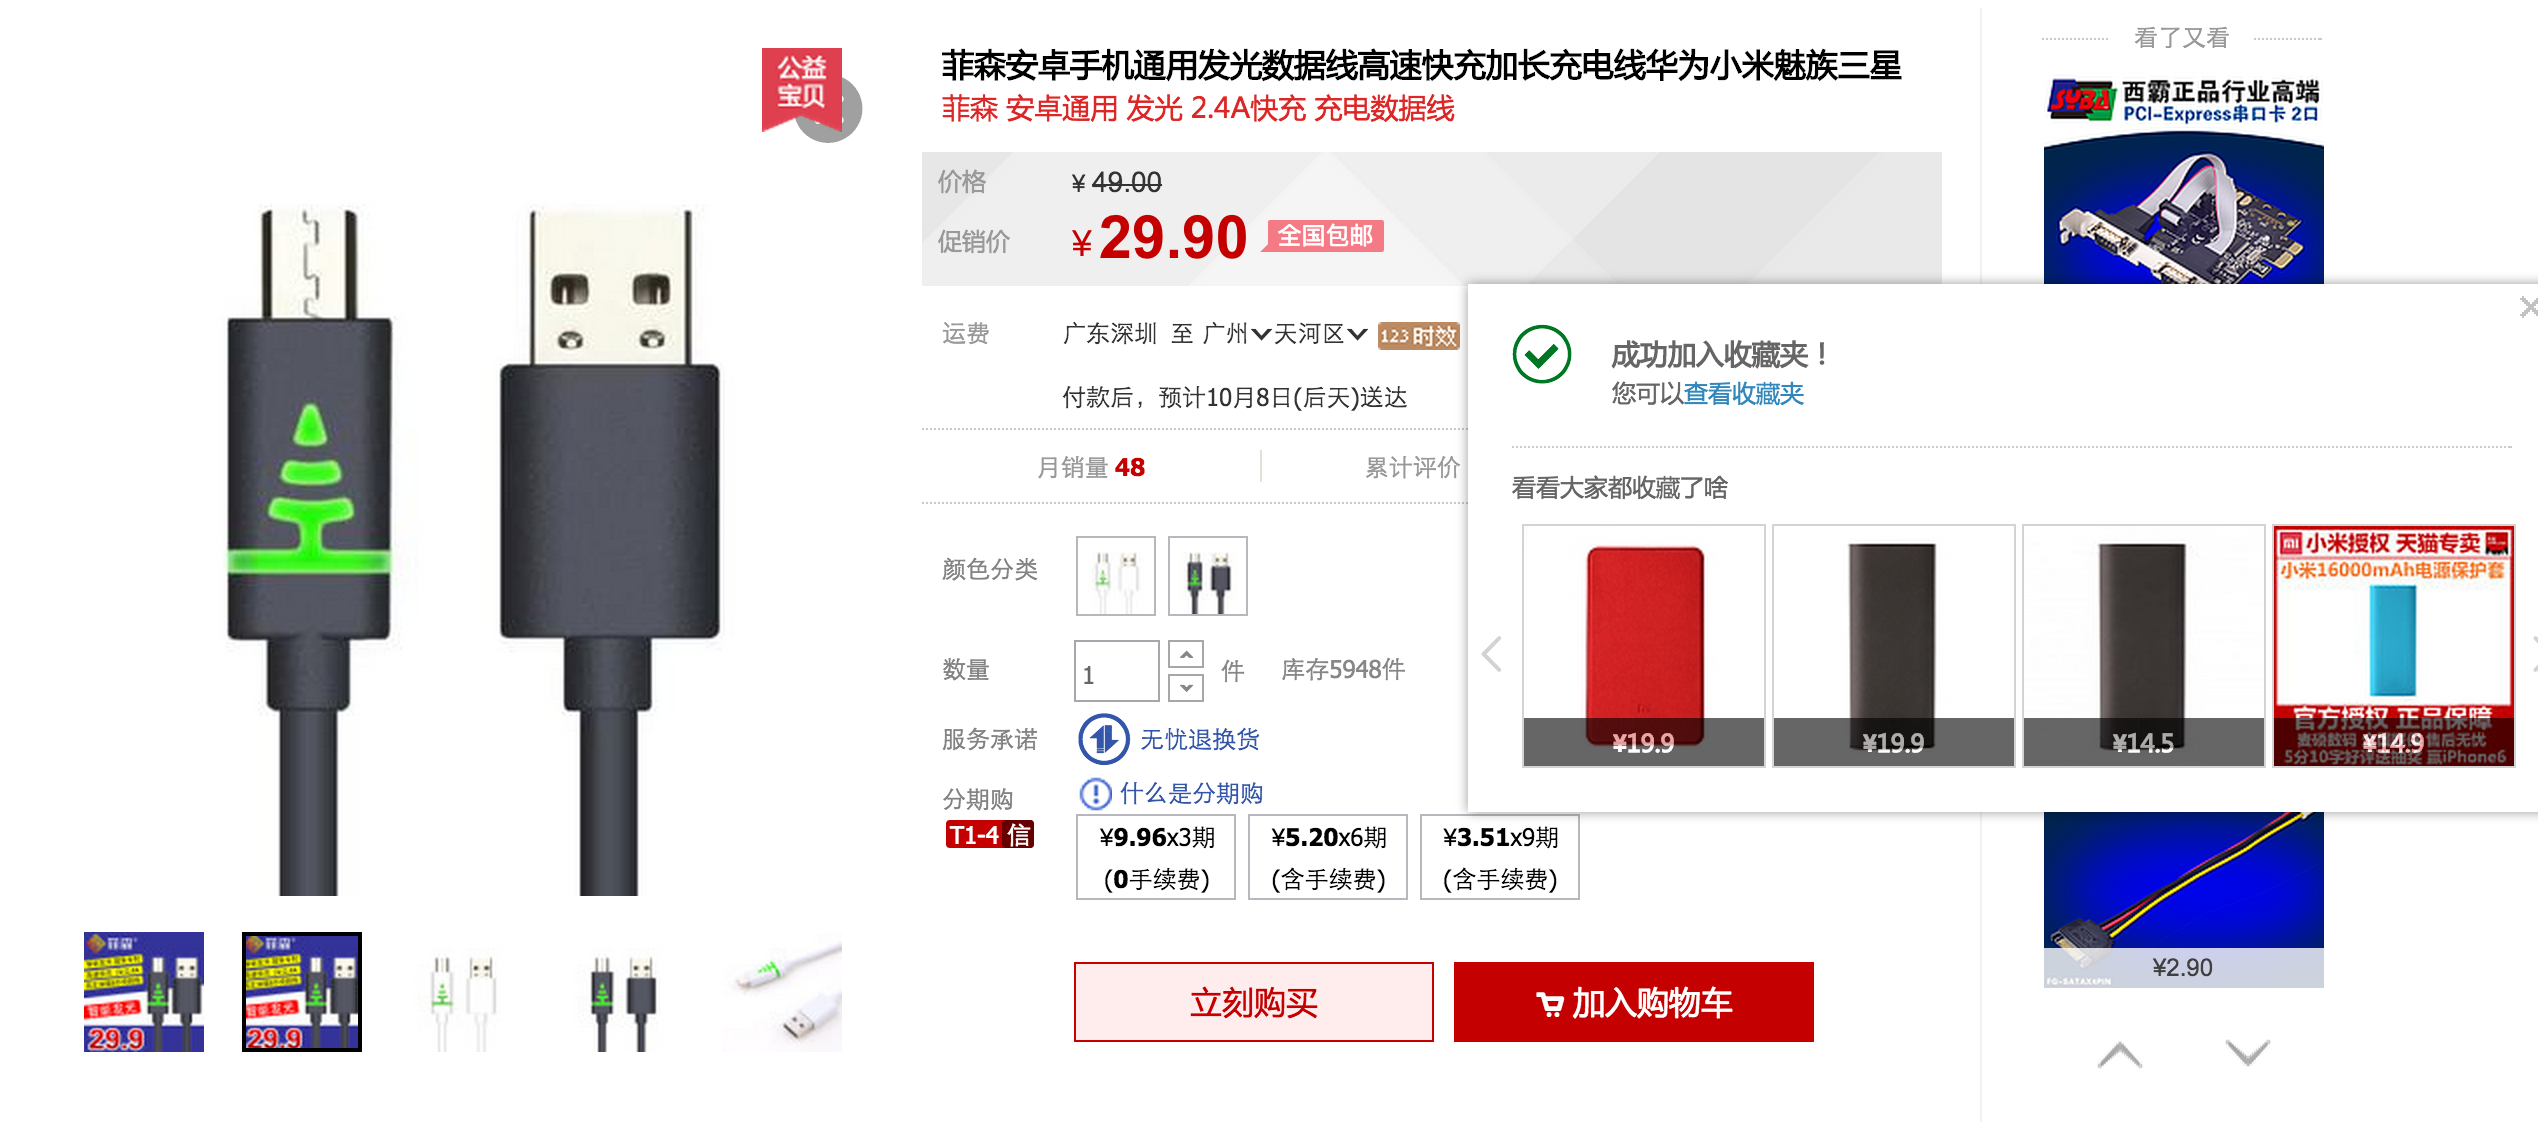 公益
宝贝
菲森安卓手机通用发光数据线高速快充加长充电线华为小米魅族三星
菲森 安卓通用 发光 2.4A快充 充电数据线
价格
¥ 49.00
促销价
¥ 29.90 全国包邮
运费
广东深圳 至 广州 天河区 123时效
付款后，预计10月8日(后天)送达
月销量 48
累计评价
颜色分类
数量
1
件 库存5948件
服务承诺
无忧退换货
分期购
T1-4 信
什么是分期购
¥9.96x3期
(0手续费)
¥5.20x6期
(含手续费)
¥3.51x9期
(含手续费)
立刻购买
加入购物车
29.9
29.9
成功加入收藏夹！
您可以查看收藏夹
看看大家都收藏了啥
¥19.9
¥19.9
¥14.5
小米授权 天猫专卖
小米16000mAh电源保护套
官方授权 正品保障
¥14.9
5分10字好评送抽奖 赢iPhone6
看了又看
SYBA 西霸正品行业高端
PCI-Express串口卡 2口
¥2.90
FG-SATAX4PIN